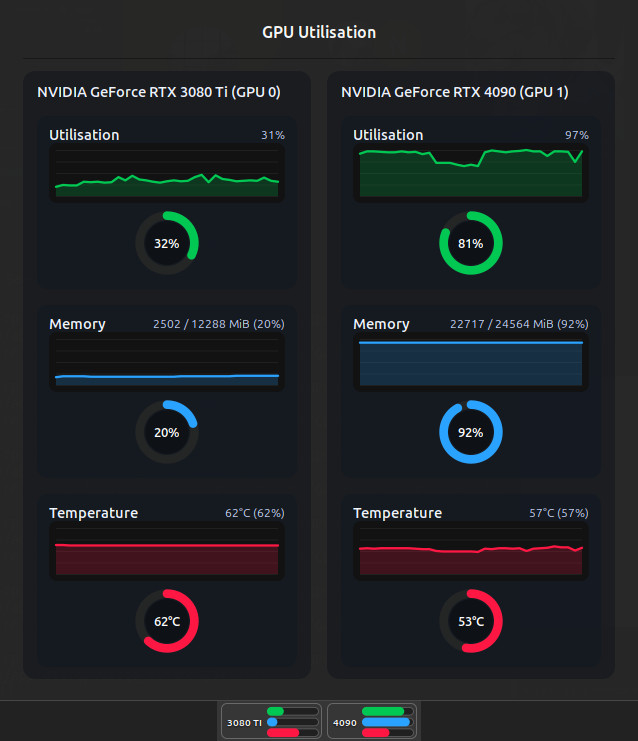 GPU Utilisation
NVIDIA GeForce RTX 3080 Ti (GPU 0)
Utilisation 31%
32%
Memory 2502 / 12288 MiB (20%)
20%
Temperature 62°C (62%)
62°C
NVIDIA GeForce RTX 4090 (GPU 1)
Utilisation 97%
81%
Memory 22717 / 24564 MiB (92%)
92%
Temperature 57°C (57%)
53°C
3080 TI
4090